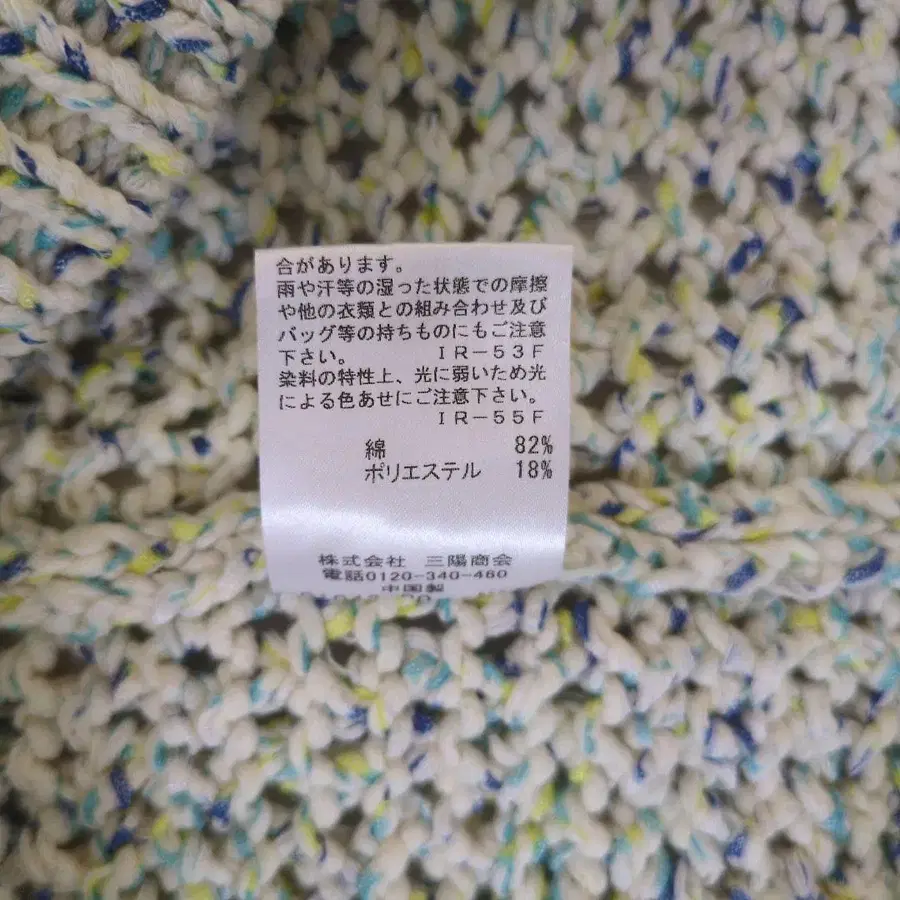 合があります。
雨や汗等の湿った状態での摩擦
や他の衣類との組み合わせ及び
バッグ等の持ちものにもご注意
下さい。 IR-53F
染料の特性上、光に弱いため光
による色あせにご注意下さい。
IR-55F
綿 82%
ポリエステル 18%
株式会社 三陽商会
電話0120-340-460
中国製